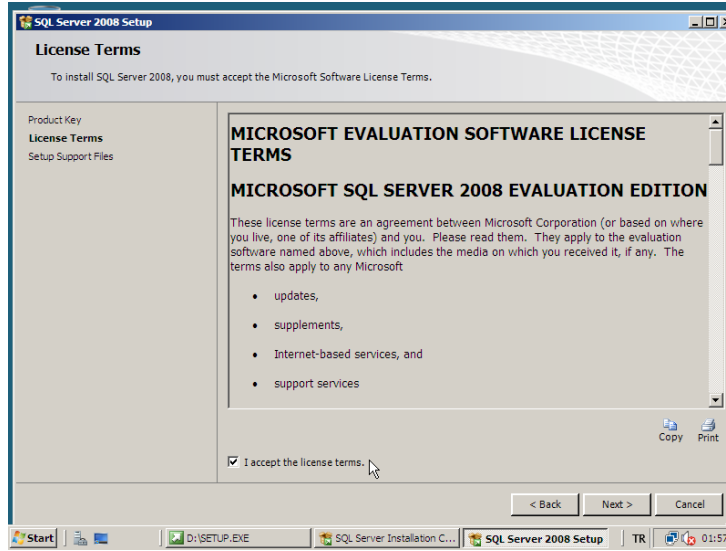 SQL Server 2008 Setup
License Terms
To install SQL Server 2008, you must accept the Microsoft Software License Terms.
Product Key
License Terms
Setup Support Files
MICROSOFT EVALUATION SOFTWARE LICENSE
TERMS
MICROSOFT SQL SERVER 2008 EVALUATION EDITION
These license terms are an agreement between Microsoft Corporation (or based on where
you live, one of its affiliates) and you. Please read them. They apply to the evaluation
software named above, which includes the media on which you received it, if any. The
terms also apply to any Microsoft
• updates,
• supplements,
• Internet-based services, and
• support services
Copy Print
I accept the license terms.
< Back Next > Cancel
Start D:\SETUP.EXE SQL Server Installation C... SQL Server 2008 Setup TR 01:57